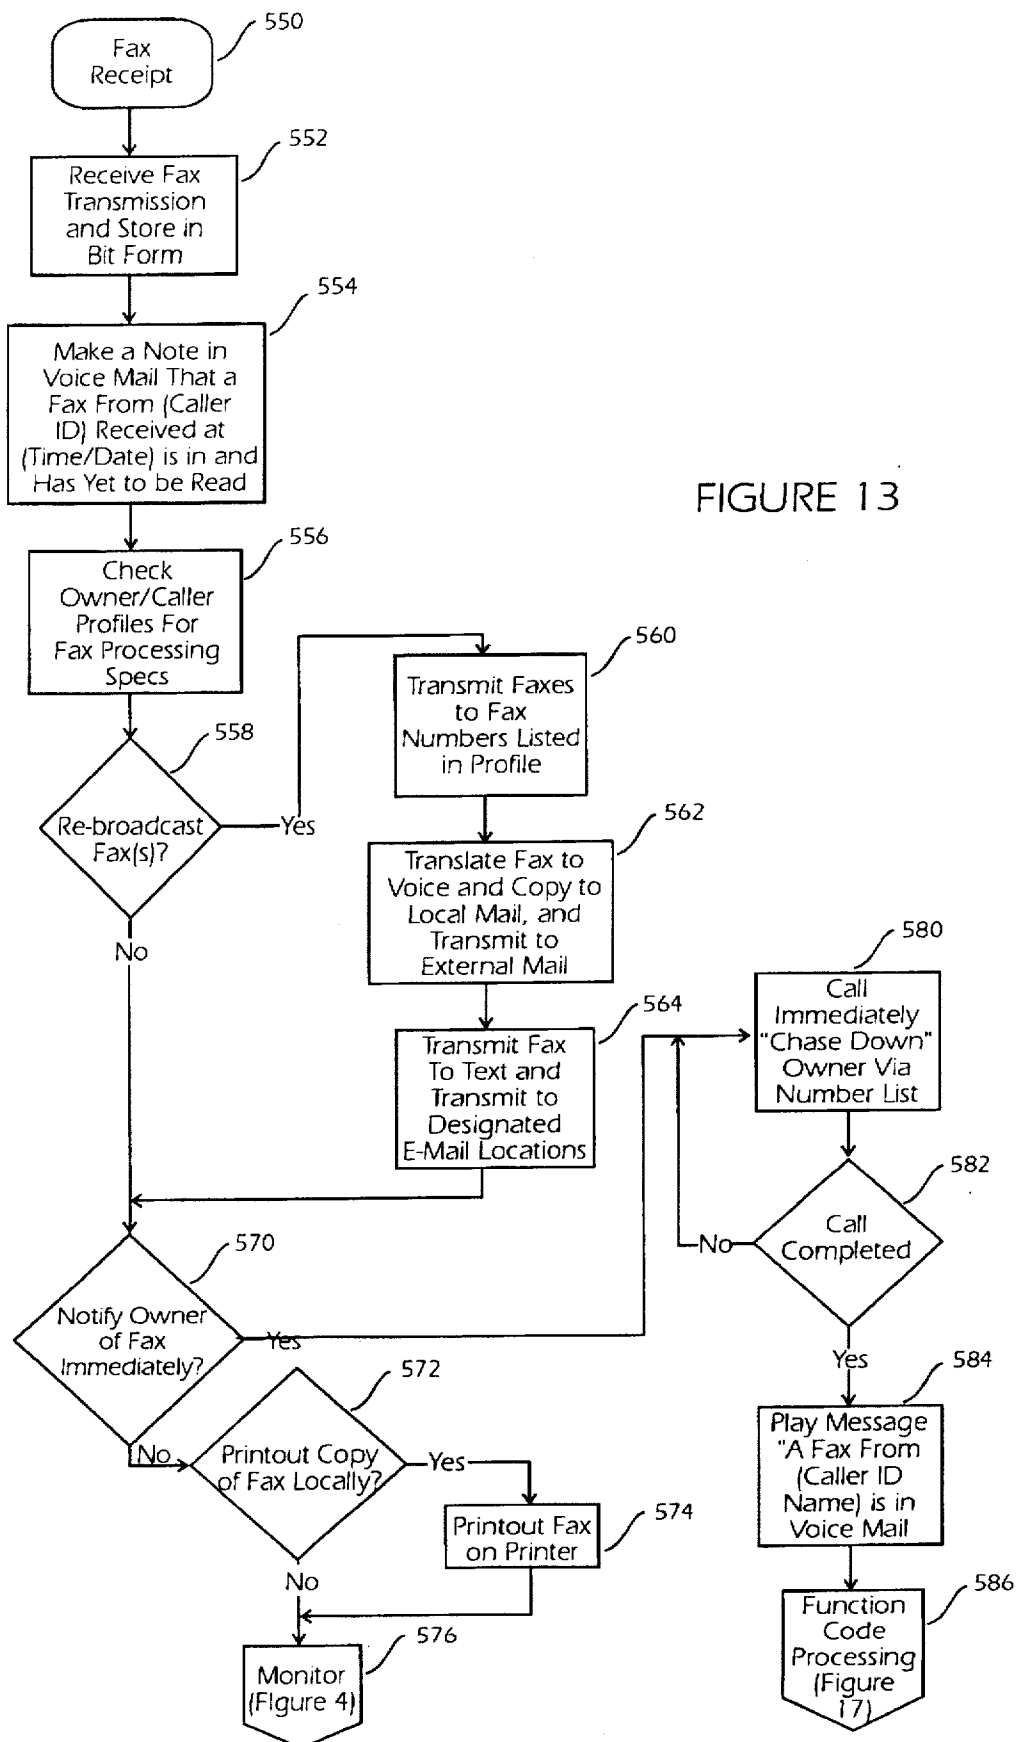 550
Fax
Receipt
552
Receive Fax
Transmission
and Store in
Bit Form
554
Make a Note in
Voice Mail That a
Fax From (Caller
ID) Received at
(Time/Date) is in and
Has Yet to be Read
FIGURE 13
556
Check
Owner/Caller
Profiles For
Fax Processing
Specs
558
Re-broadcast
Fax(s)?
Yes
No
560
Transmit Faxes
to Fax
Numbers Listed
in Profile
562
Translate Fax to
Voice and Copy to
Local Mail, and
Transmit to
External Mail
564
Transmit Fax
To Text and
Transmit to
Designated
E-Mail Locations
570
Notify Owner
of Fax
Immediately?
Yes
No
572
Printout Copy
of Fax Locally?
Yes
No
574
Printout Fax
on Printer
576
Monitor
(FIgure 4)
580
Call
Immediately
"Chase Down"
Owner Via
Number List
582
Call
Completed
No
Yes
584
Play Message
"A Fax From
(Caller ID
Name) is in
Voice Mail
586
Function
Code
Processing
(Figure
17)